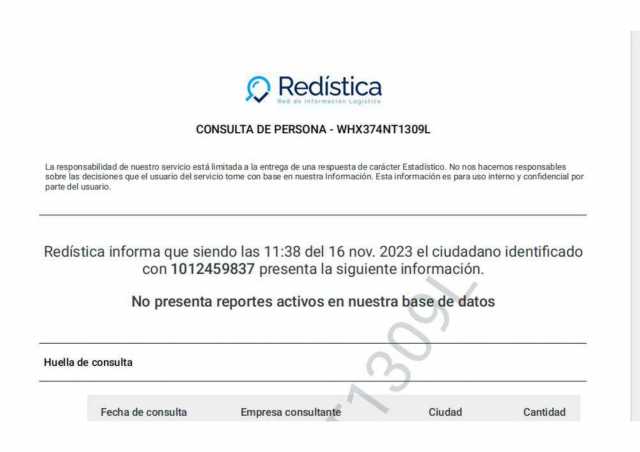 Redística
Red de Información Logística
CONSULTA DE PERSONA - WHX374NT1309L
La responsabilidad de nuestro servicio está limitada a la entrega de una respuesta de carácter Estadístico. No nos hacemos responsables
sobre las decisiones que el usuario del servicio tome con base en nuestra Información. Esta información es para uso interno y confidencial por
parte del usuario.
Redística informa que siendo las 11:38 del 16 nov. 2023 el ciudadano identificado
con 1012459837 presenta la siguiente información.
No presenta reportes activos en nuestra base de datos
Huella de consulta
Fecha de consulta Empresa consultante Ciudad Cantidad
T1309L